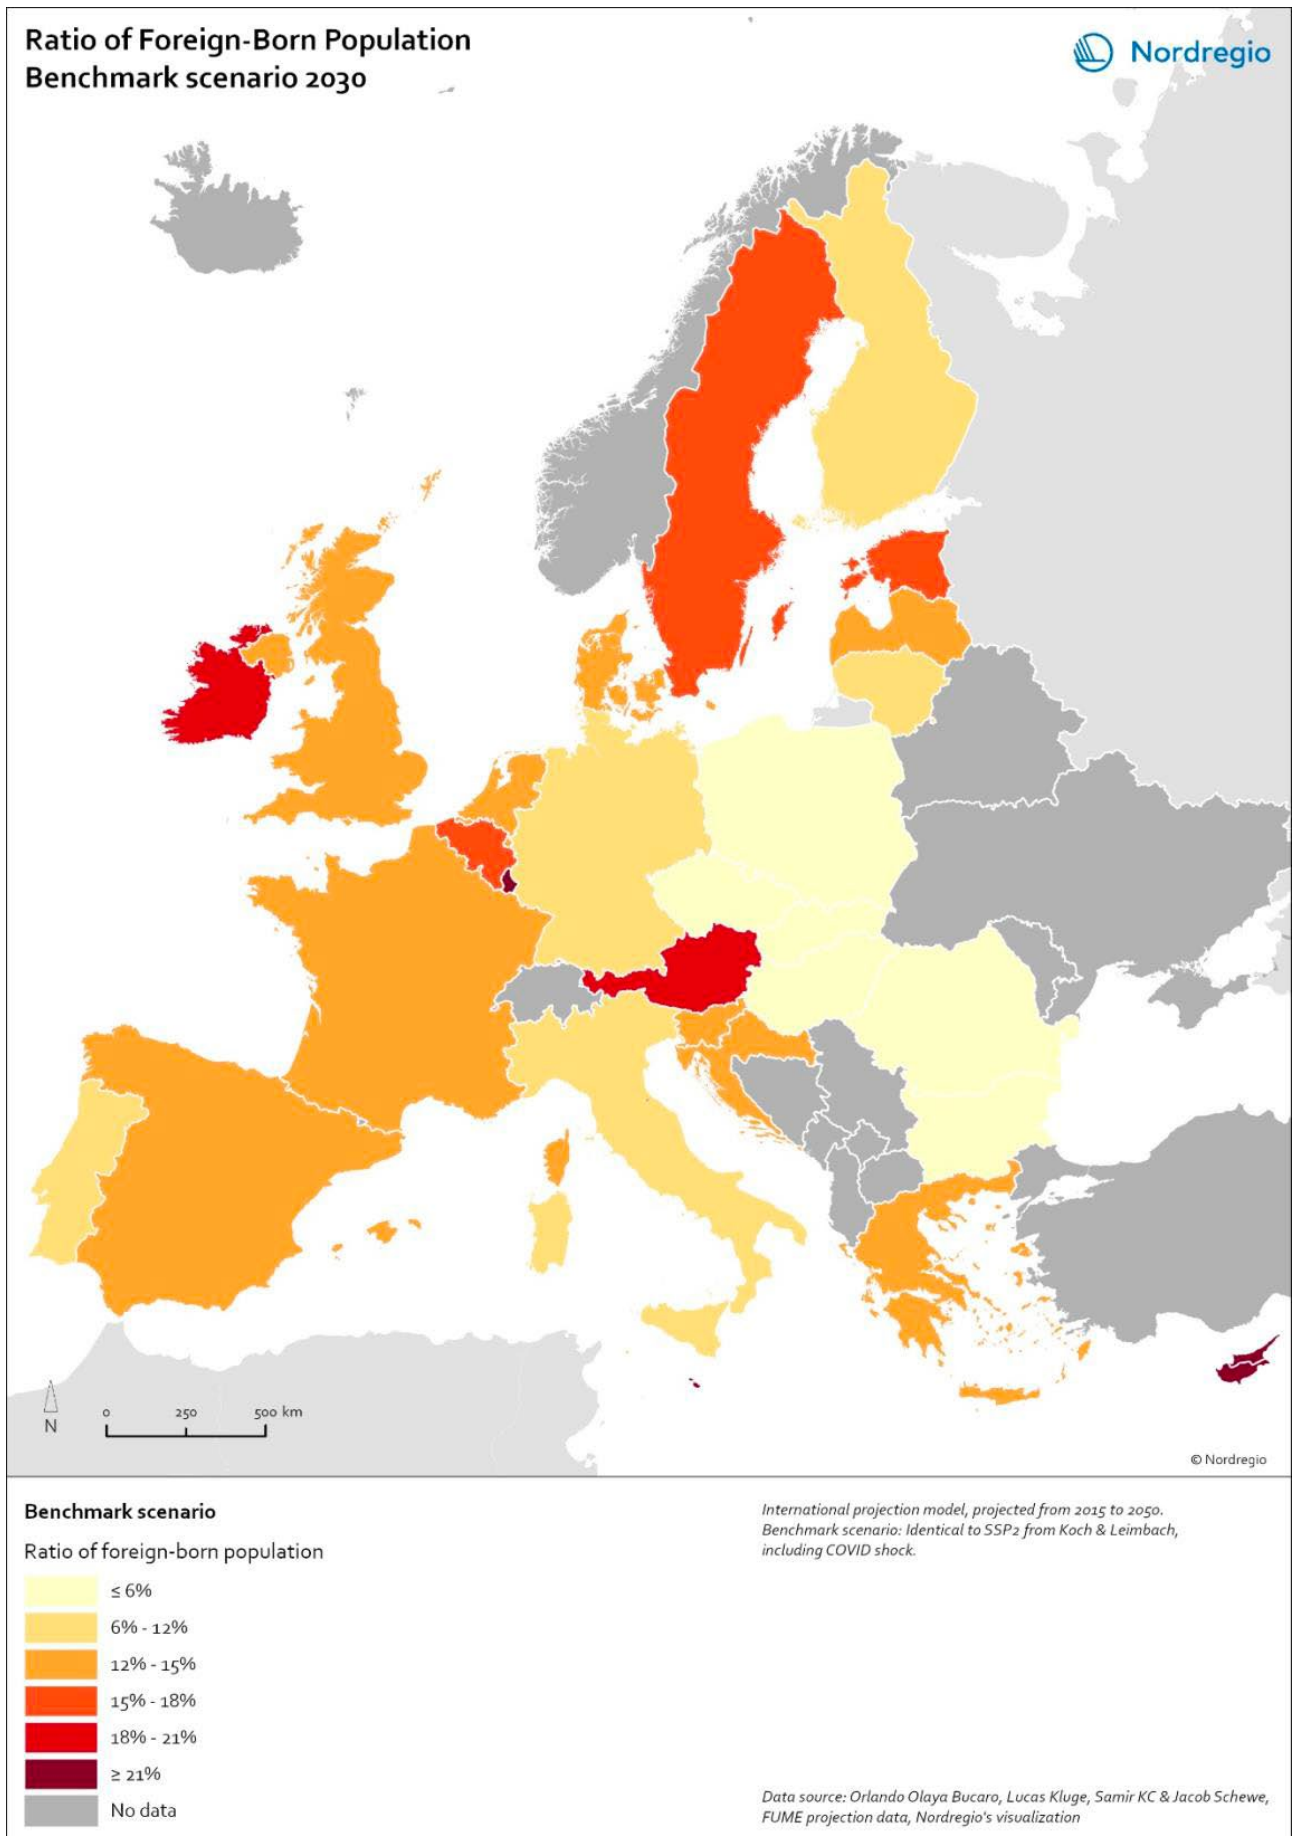 Ratio of Foreign-Born Population
Benchmark scenario 2030
Nordregio
N
0 250 500 km
© Nordregio
Benchmark scenario
Ratio of foreign-born population
≤ 6%
6% - 12%
12% - 15%
15% - 18%
18% - 21%
≥ 21%
No data
International projection model, projected from 2015 to 2050.
Benchmark scenario: Identical to SSP2 from Koch & Leimbach,
including COVID shock.
Data source: Orlando Olaya Bucaro, Lucas Kluge, Samir KC & Jacob Schewe,
FUME projection data, Nordregio's visualization